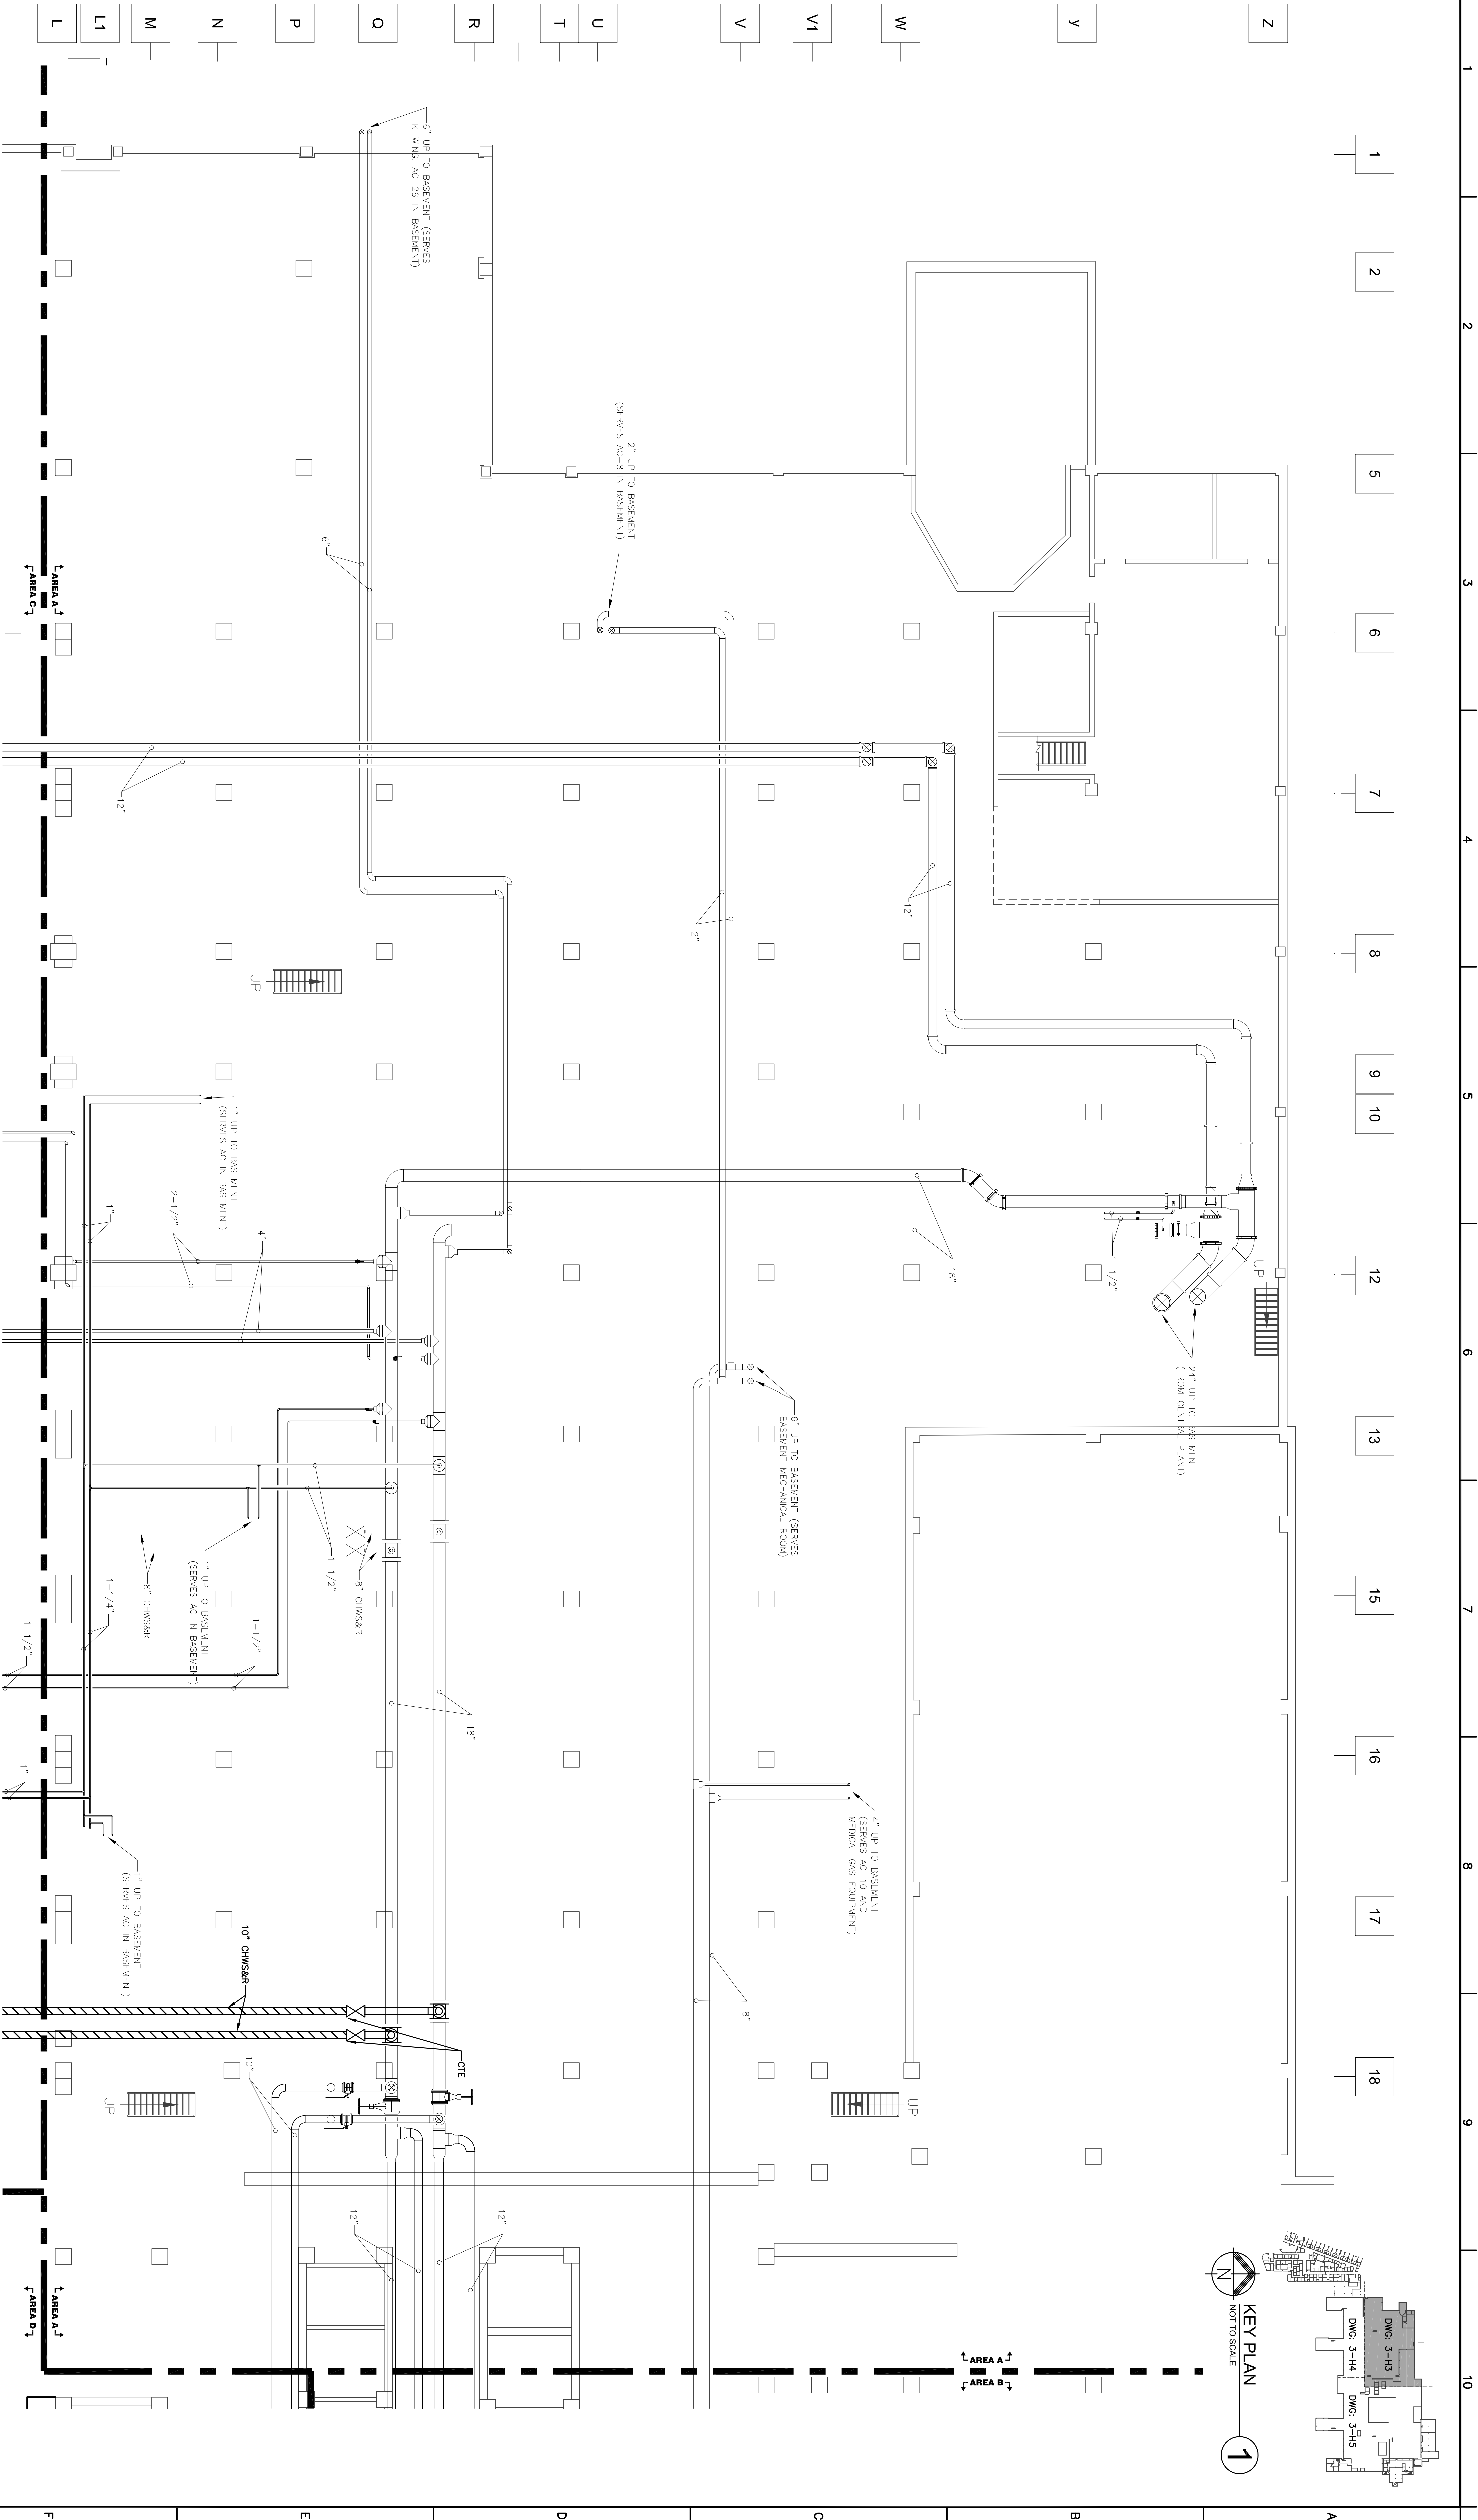 1
2
3
4
5
6
7
8
9
10
A
B
C
D
E
F
1
2
5
6
7
8
9
10
12
13
15
16
17
18
Z
y
W
V1
V
U
T
R
Q
P
N
M
L1
L
DWG: 3-H3
DWG: 3-H4
DWG: 3-H5
N
KEY PLAN
NOT TO SCALE
1
UP
24" UP TO BASEMENT
(FROM CENTRAL PLANT)
1-1/2"
18"
12"
6" UP TO BASEMENT (SERVES
BASEMENT MECHANICAL ROOM)
4" UP TO BASEMENT
(SERVES AC-10 AND
MEDICAL GAS EQUIPMENT)
UP
AREA A
AREA B
2"
8"
2" UP TO BASEMENT
(SERVES AC-8 IN BASEMENT)
6" UP TO BASEMENT (SERVES
K-WING; AC-26 IN BASEMENT)
6"
18"
CTE
12"
12"
8" CHWS&R
1-1/2"
UP
4"
1" UP TO BASEMENT
(SERVES AC IN BASEMENT)
2-1/2"
1"
1-1/2"
10"
10" CHWS&R
1" UP TO BASEMENT
(SERVES AC IN BASEMENT)
8" CHWS&R
1-1/4"
12"
1" UP TO BASEMENT
(SERVES AC IN BASEMENT)
UP
1-1/2"
1"
AREA A
AREA C
AREA A
AREA D